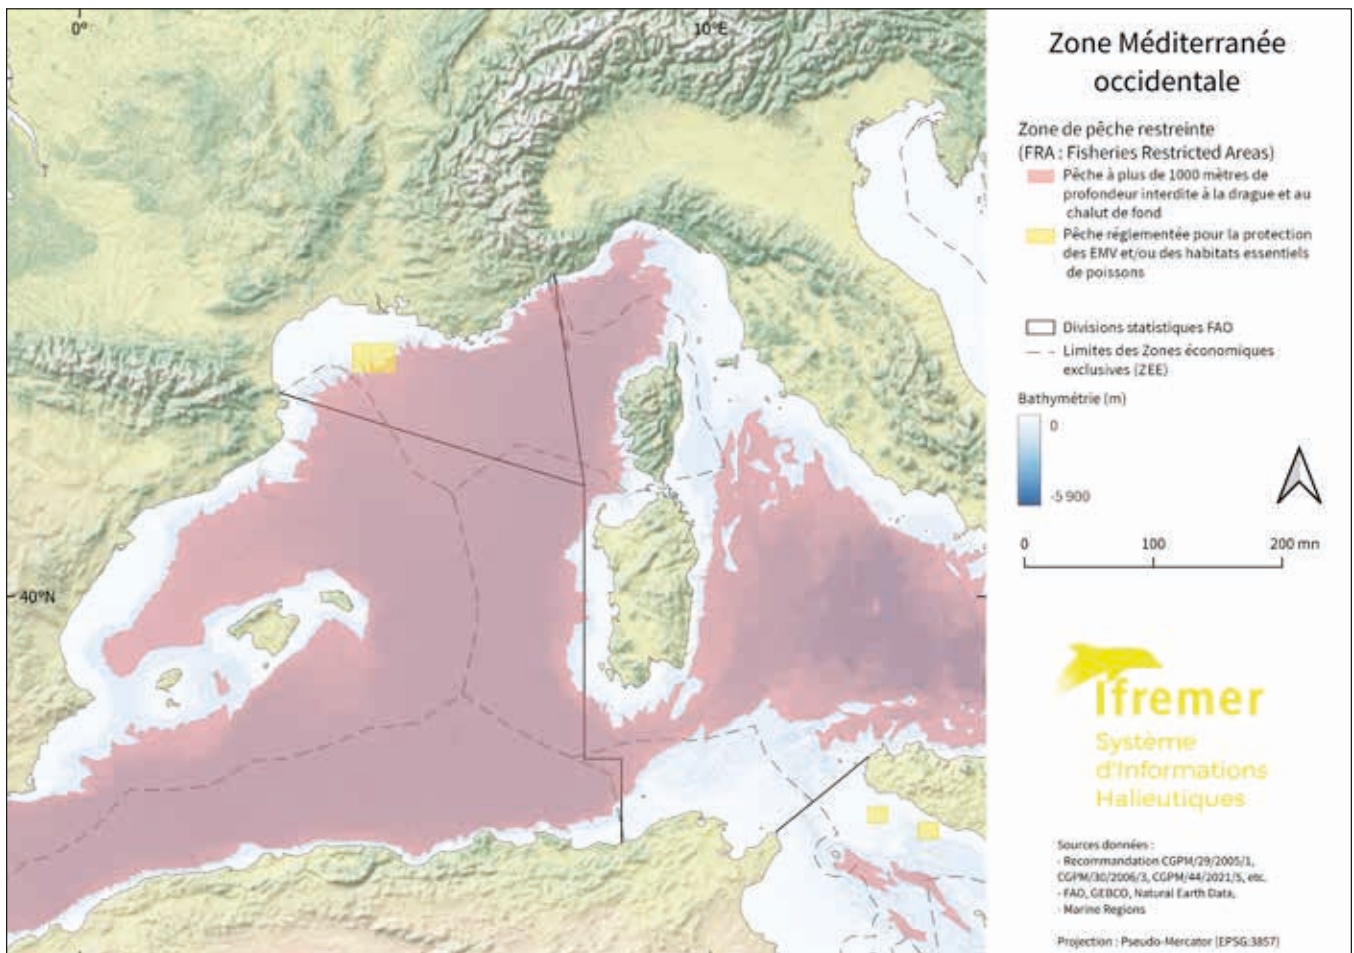 0°
10°E
40°N
Zone Méditerranée
occidentale
Zone de pêche restreinte
(FRA : Fisheries Restricted Areas)
Pêche à plus de 1000 mètres de
profondeur interdite à la drague et au
chalut de fond
Pêche réglementée pour la protection
des EMV et/ou des habitats essentiels
de poissons
Divisions statistiques FAO
Limites des Zones économiques
exclusives (ZEE)
Bathymétrie (m)
0
-5 900
0 100 200 mn
Ifremer
Système
d'Informations
Halieutiques
Sources données :
- Recommandation CGPM/29/2005/1,
CGPM/30/2006/3, CGPM/44/2021/5, etc.
- FAO, GEBCO, Natural Earth Data,
- Marine Regions
Projection : Pseudo-Mercator (EPSG:3857)